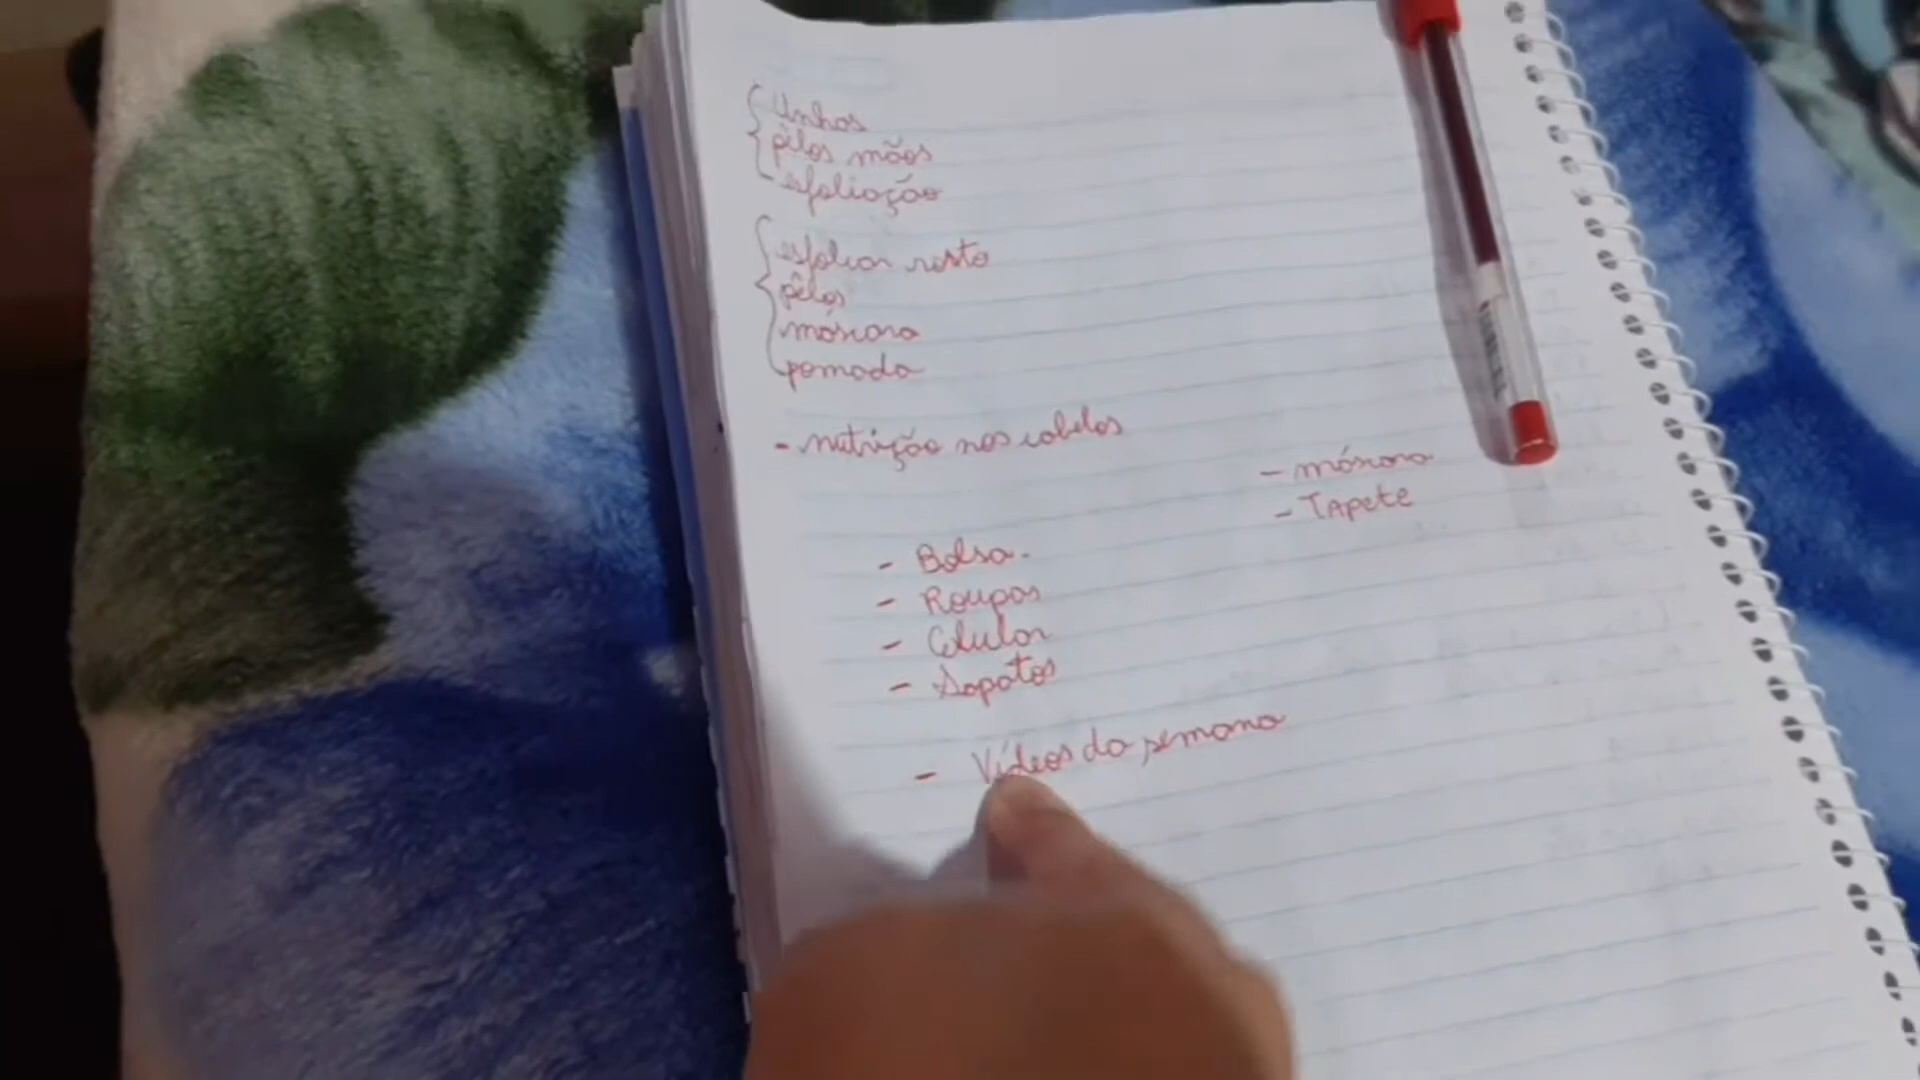 Unhas
pêlos mãos
esfoliação
esfoliar rosto
pêlos
máscara
pomada
- nutrição nos cabelos
- máscara
- TApete
- Bolsa.
- Roupas
- Celular
- Sapatos
- Vídeos da semana